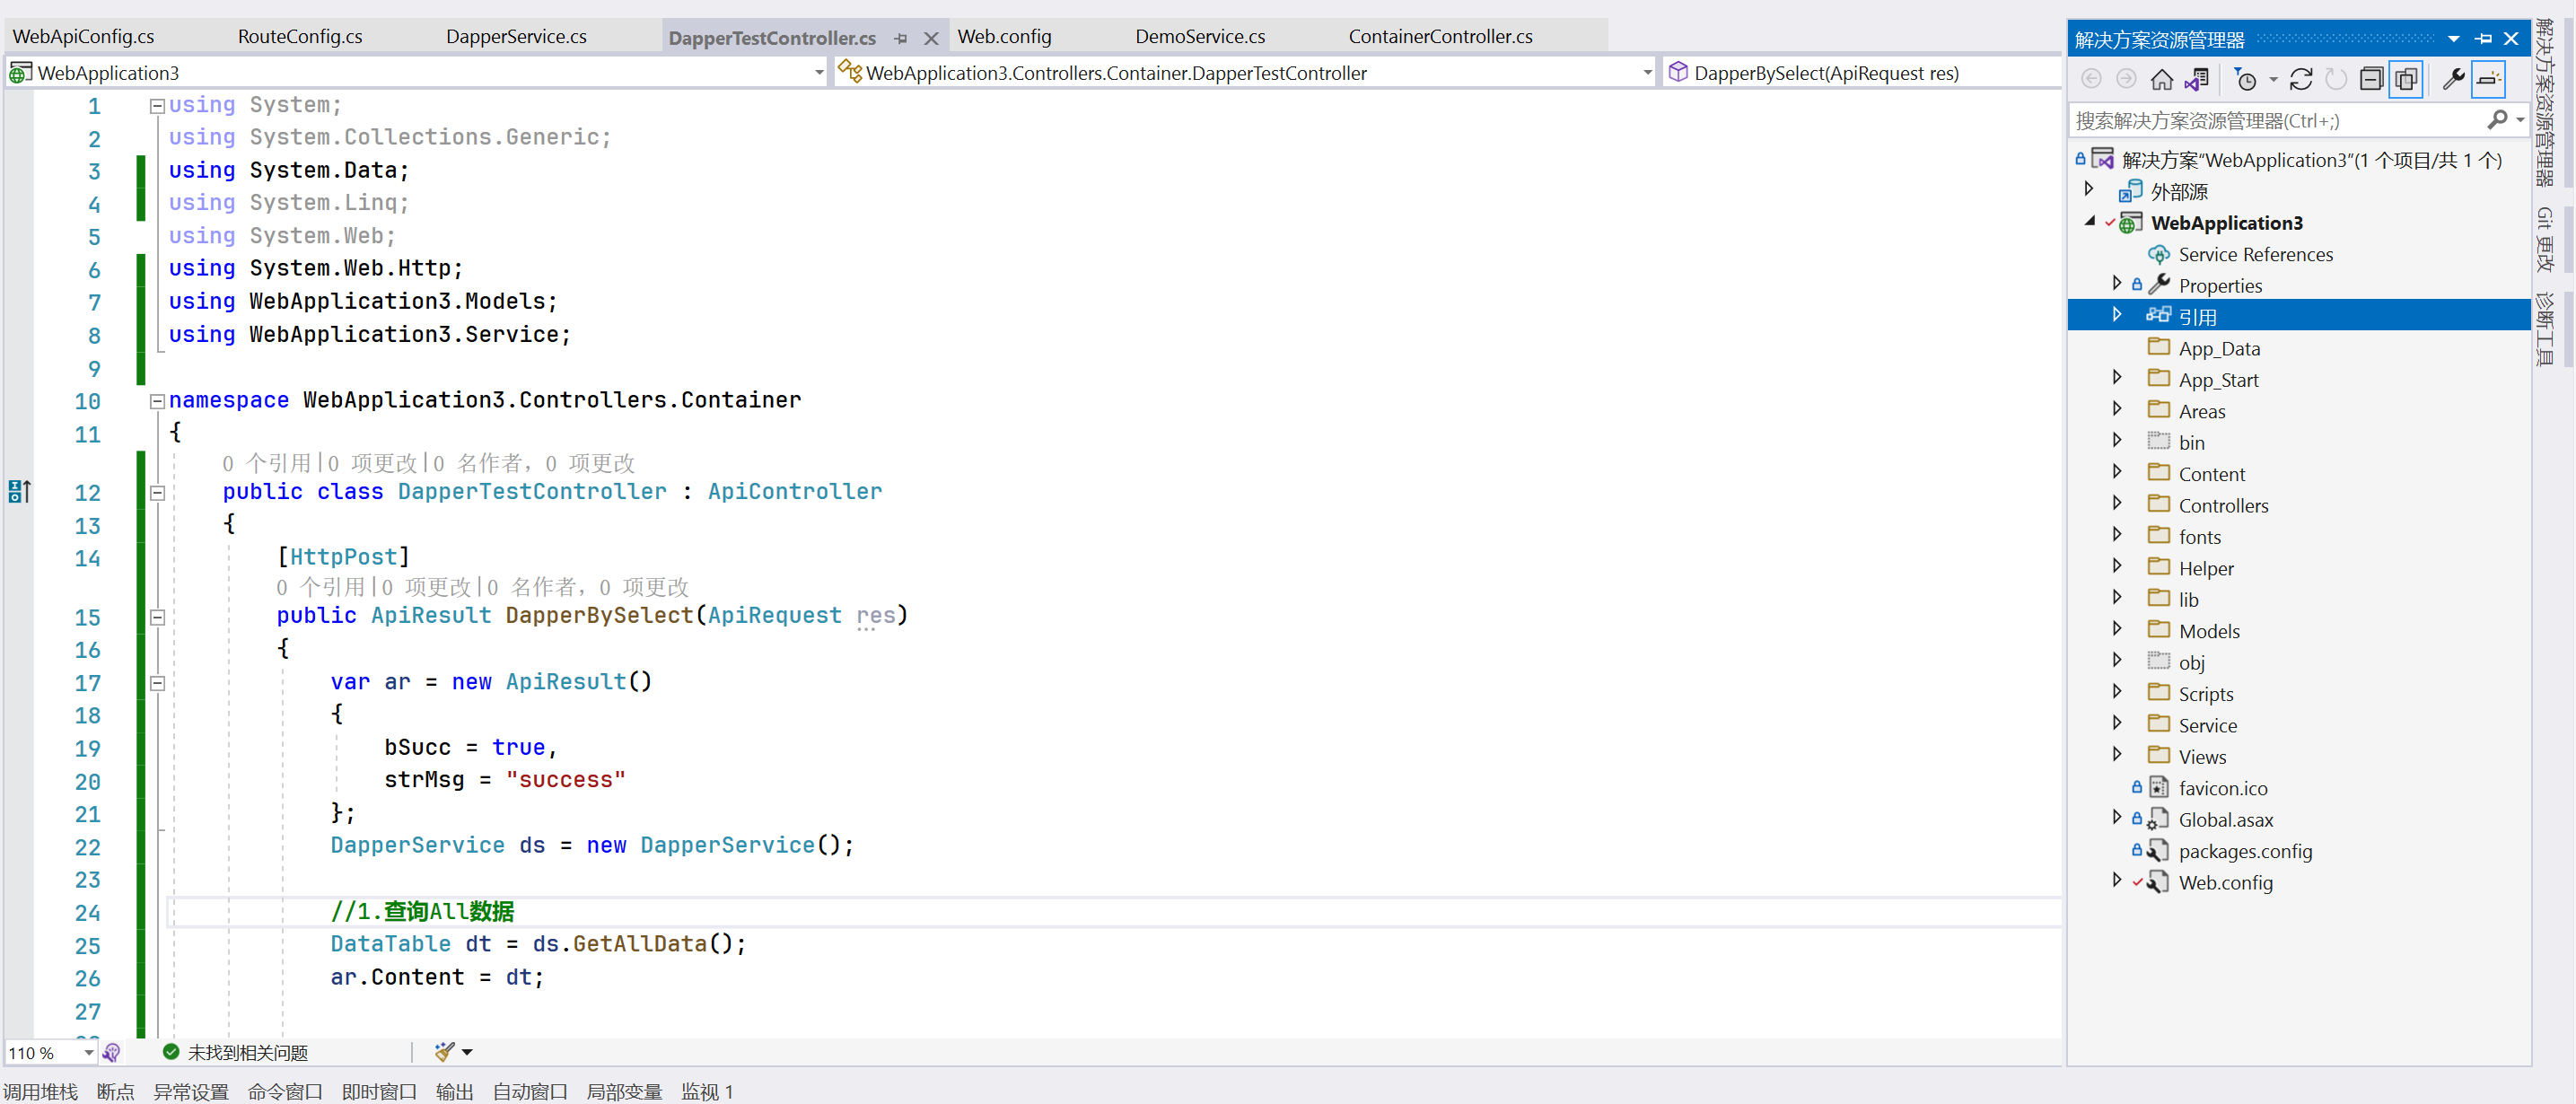 WebApiConfig.cs RouteConfig.cs DapperService.cs DapperTestController.cs Web.config DemoService.cs ContainerController.cs
WebApplication3 WebApplication3.Controllers.Container.DapperTestController DapperBySelect(ApiRequest res)
1 using System;
2 using System.Collections.Generic;
3 using System.Data;
4 using System.Linq;
5 using System.Web;
6 using System.Web.Http;
7 using WebApplication3.Models;
8 using WebApplication3.Service;
9
10 namespace WebApplication3.Controllers.Container
11 {
0 个引用|0 项更改|0 名作者, 0 项更改
12 public class DapperTestController : ApiController
13 {
14 [HttpPost]
0 个引用|0 项更改|0 名作者, 0 项更改
15 public ApiResult DapperBySelect(ApiRequest res)
16 {
17 var ar = new ApiResult()
18 {
19 bSucc = true,
20 strMsg = "success"
21 };
22 DapperService ds = new DapperService();
23
24 //1.查询All数据
25 DataTable dt = ds.GetAllData();
26 ar.Content = dt;
27
110 % 未找到相关问题
调用堆栈 断点 异常设置 命令窗口 即时窗口 输出 自动窗口 局部变量 监视 1
解决方案资源管理器
搜索解决方案资源管理器(Ctrl+;)
解决方案"WebApplication3"(1 个项目/共 1 个)
外部源
WebApplication3
Service References
Properties
引用
App_Data
App_Start
Areas
bin
Content
Controllers
fonts
Helper
lib
Models
obj
Scripts
Service
Views
favicon.ico
Global.asax
packages.config
Web.config
解决方案资源管理器
Git 更改
诊断工具